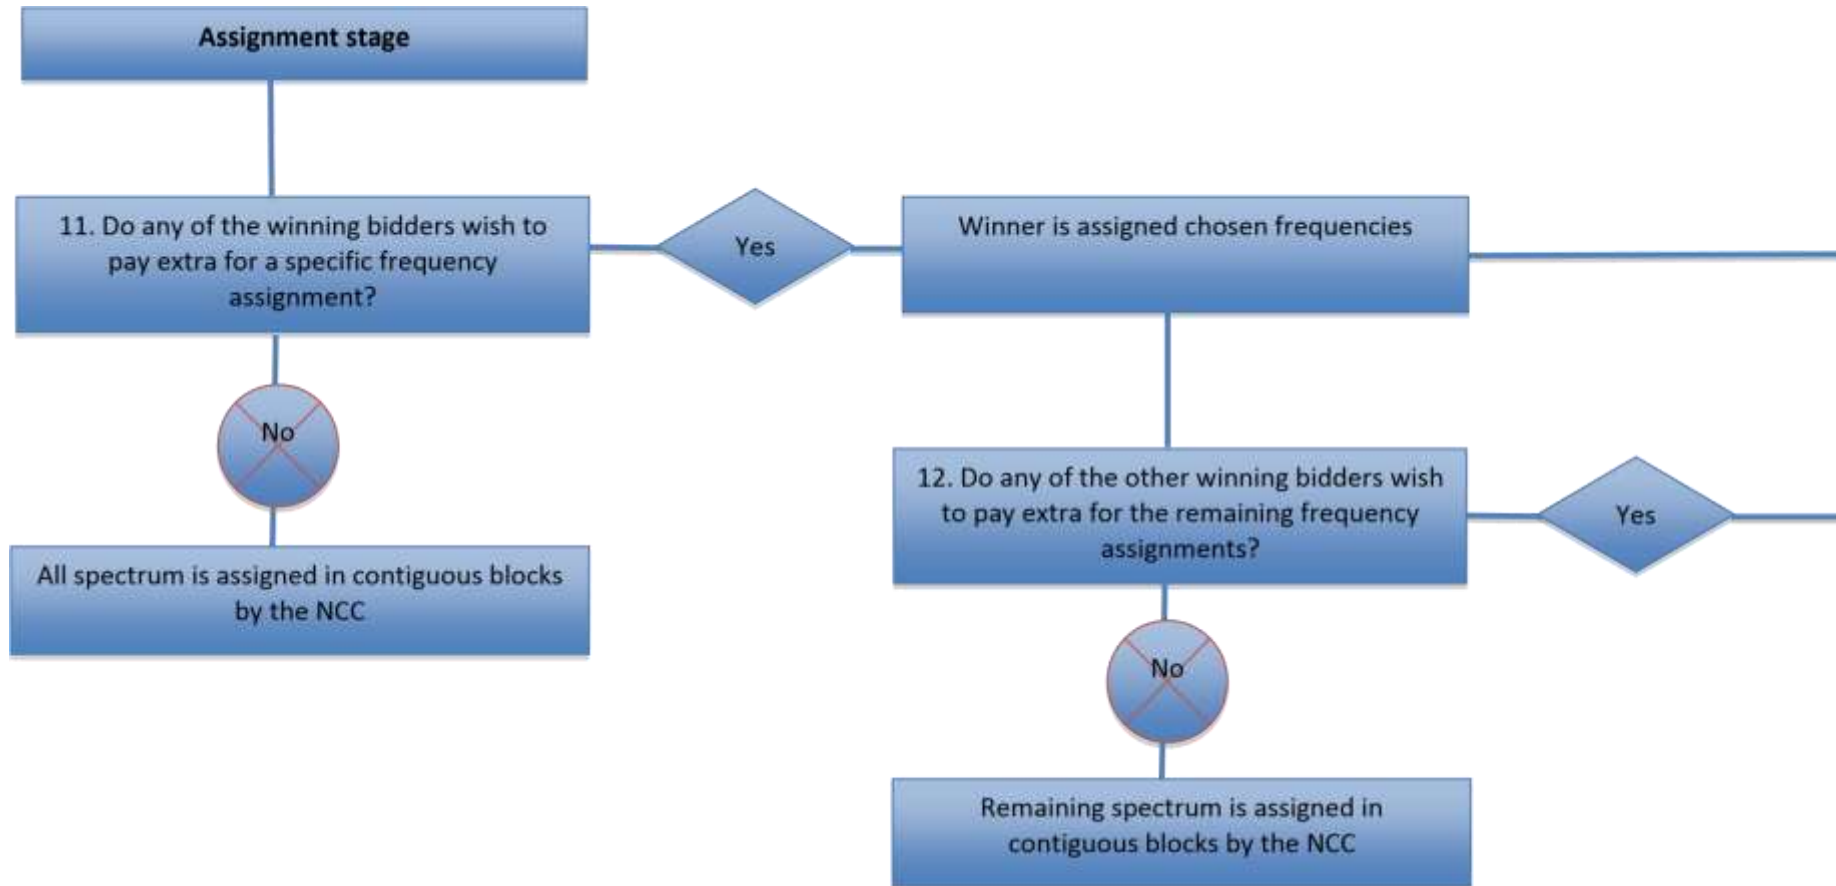 Assignment stage
11. Do any of the winning bidders wish to
pay extra for a specific frequency
assignment?
Yes
Winner is assigned chosen frequencies
No
All spectrum is assigned in contiguous blocks
by the NCC
12. Do any of the other winning bidders wish
to pay extra for the remaining frequency
assignments?
Yes
No
Remaining spectrum is assigned in
contiguous blocks by the NCC